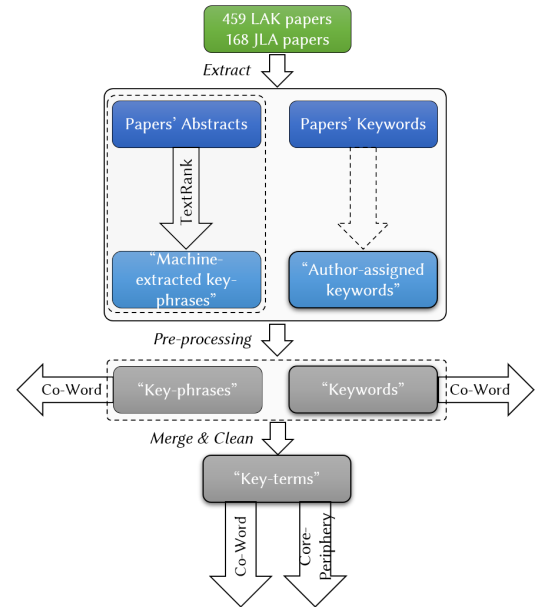 459 LAK papers
168 JLA papers
Extract
Papers’ Abstracts
Papers’ Keywords
TextRank
“Machine-
extracted key-
phrases”
“Author-assigned
keywords”
Pre-processing
Co-Word
“Key-phrases”
“Keywords”
Co-Word
Merge & Clean
“Key-terms”
Co-Word
Core-
Periphery